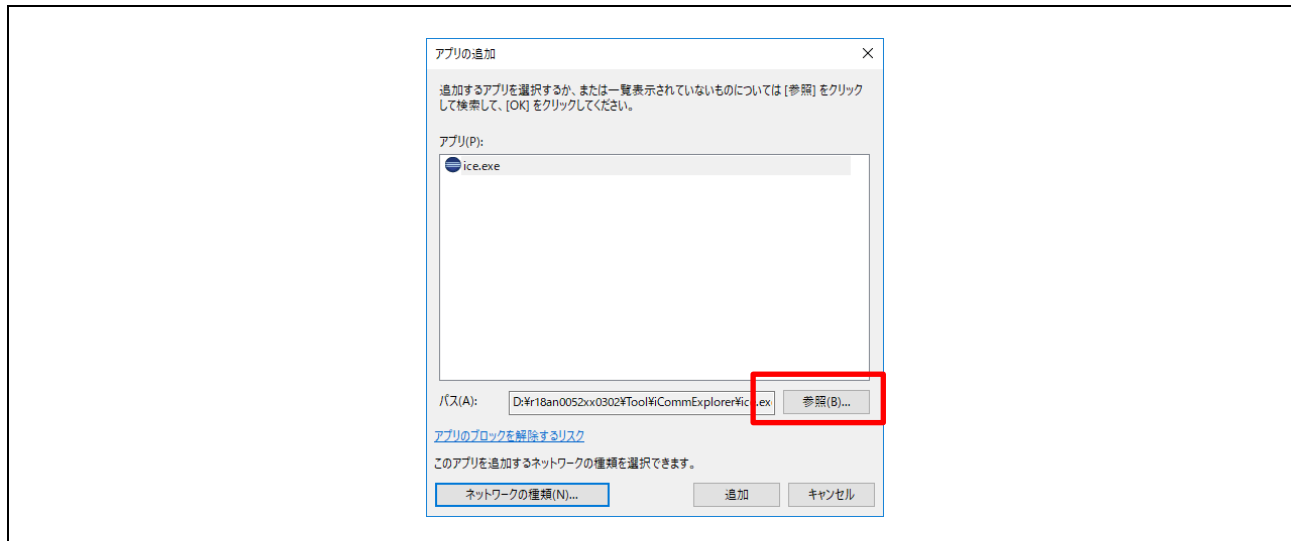 アプリの追加
追加するアプリを選択するか、または一覧表示されていないものについては [参照] をクリック
して検索して、[OK] をクリックしてください。
アプリ(P):
ice.exe
パス(A): D:¥r18an0052xx0302¥Tool¥iCommExplorer¥ice.ex 参照(B)...
アプリのブロックを解除するリスク
このアプリを追加するネットワークの種類を選択できます。
ネットワークの種類(N)... 追加 キャンセル